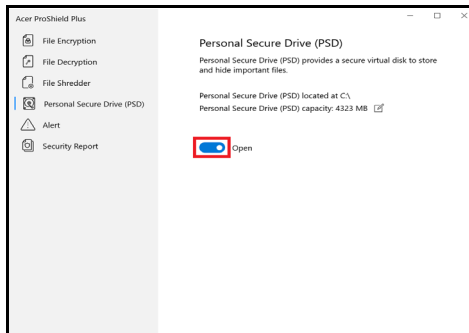 Acer ProShield Plus
File Encryption
File Decryption
File Shredder
Personal Secure Drive (PSD)
Alert
Security Report
Personal Secure Drive (PSD)
Personal Secure Drive (PSD) provides a secure virtual disk to store
and hide important files.
Personal Secure Drive (PSD) located at C:\
Personal Secure Drive (PSD) capacity: 4323 MB
Open